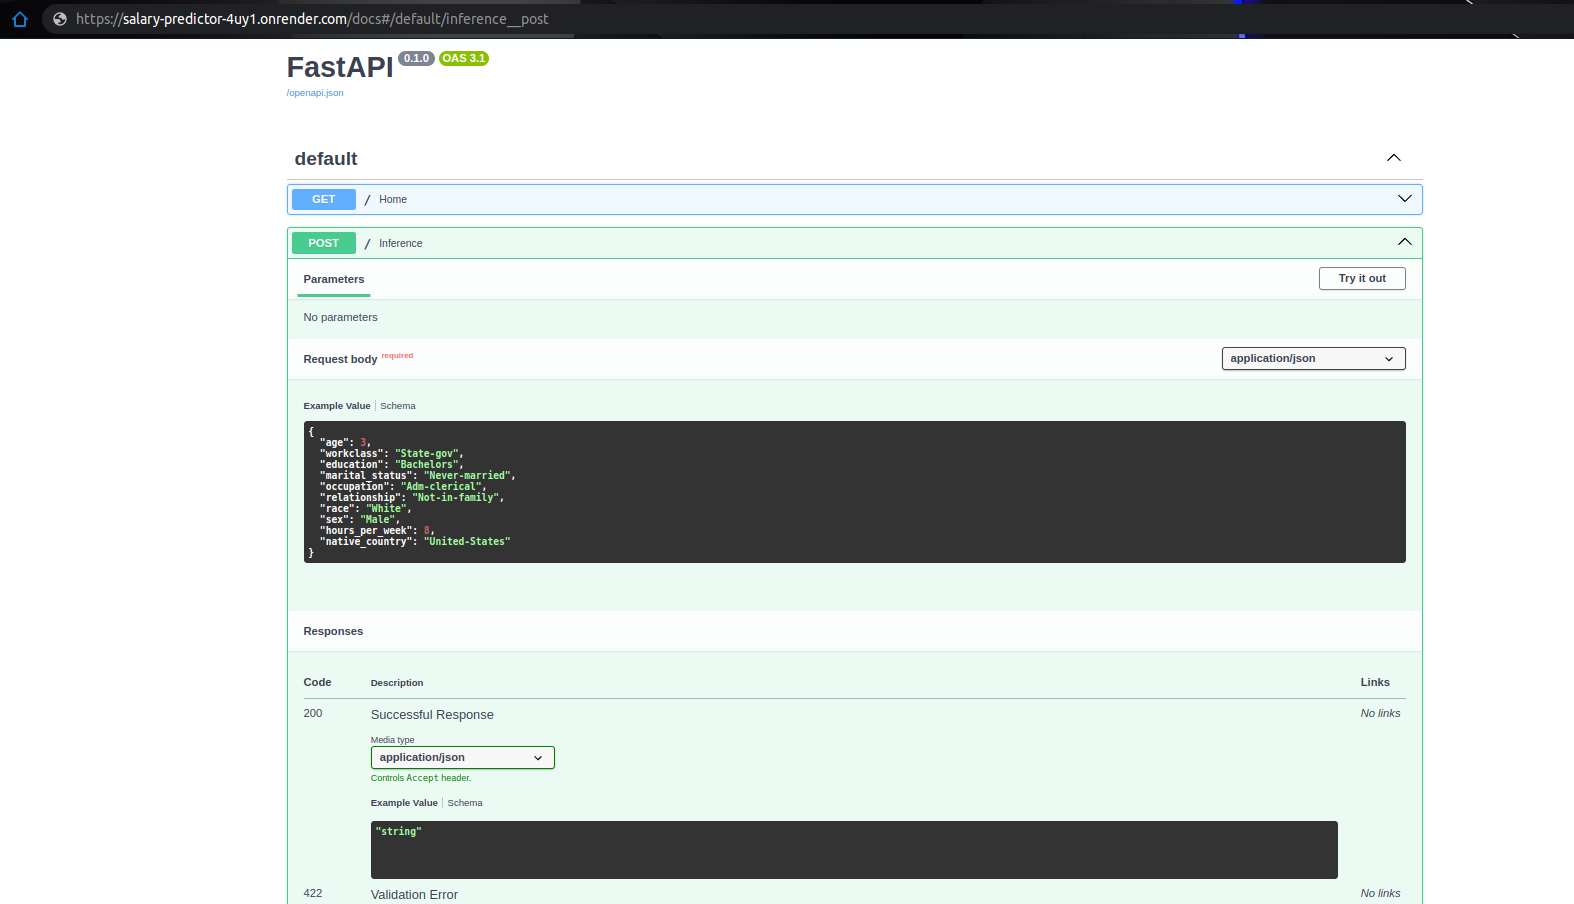 https://salary-predictor-4uy1.onrender.com/docs#/default/inference__post
FastAPI 0.1.0 OAS 3.1
/openapi.json
default
GET / Home
POST / Inference
Parameters Try it out
No parameters
Request body required application/json
Example Value Schema
{
"age": 3,
"workclass": "State-gov",
"education": "Bachelors",
"marital_status": "Never-married",
"occupation": "Adm-clerical",
"relationship": "Not-in-family",
"race": "White",
"sex": "Male",
"hours_per_week": 8,
"native_country": "United-States"
}
Responses
Code Description Links
200 Successful Response No links
Media type
application/json
Controls Accept header.
Example Value Schema
"string"
422 Validation Error No links